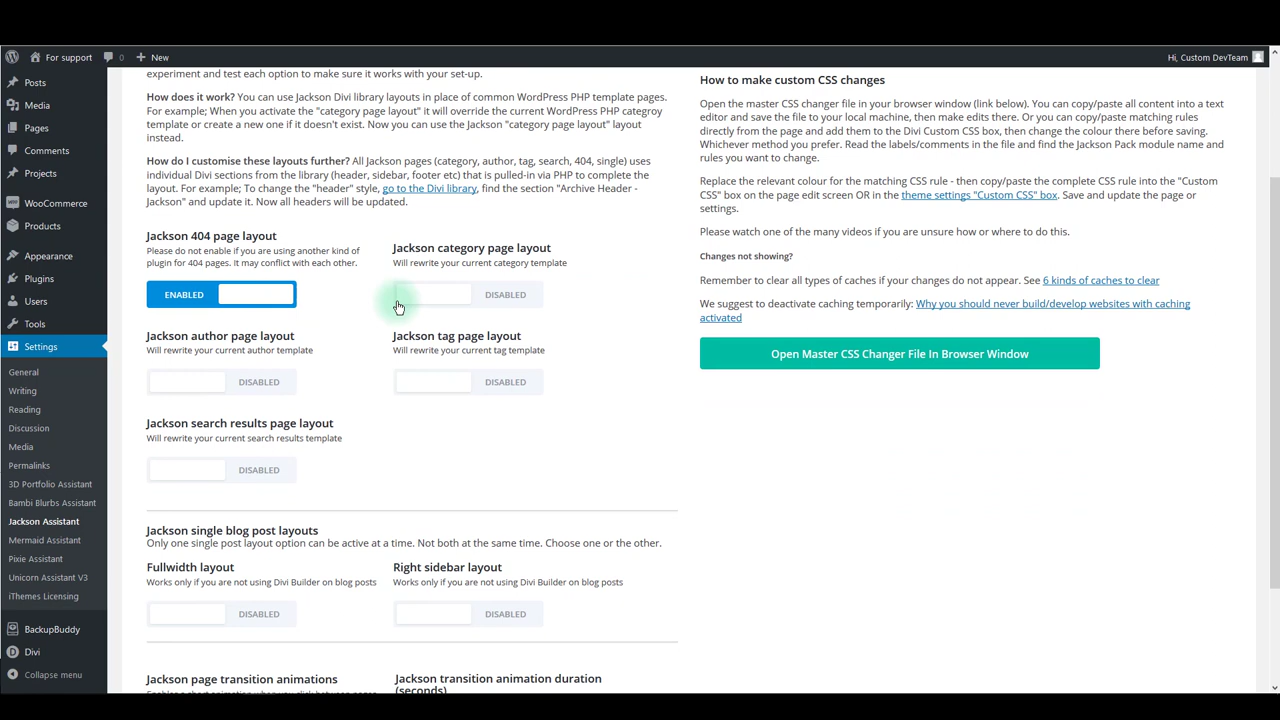 For support
0
New
Hi, Custom DevTeam
Posts
Media
Pages
Comments
Projects
WooCommerce
Products
Appearance
Plugins
Users
Tools
Settings
General
Writing
Reading
Discussion
Media
Permalinks
3D Portfolio Assistant
Bambi Blurbs Assistant
Jackson Assistant
Mermaid Assistant
Pixie Assistant
Unicorn Assistant V3
iThemes Licensing
BackupBuddy
Divi
Collapse menu
experiment and test each option to make sure it works with your set-up.
How does it work? You can use Jackson Divi library layouts in place of common WordPress PHP template pages.
For example; When you activate the "category page layout" it will override the current WordPress PHP categroy
template or create a new one if it doesn't exist. Now you can use the Jackson "category page layout" layout
instead.
How do I customise these layouts further? All Jackson pages (category, author, tag, search, 404, single) uses
individual Divi sections from the library (header, sidebar, footer etc) that is pulled-in via PHP to complete the
layout. For example; To change the "header" style, go to the Divi library, find the section "Archive Header -
Jackson" and update it. Now all headers will be updated.
Jackson 404 page layout
Please do not enable if you are using another kind of
plugin for 404 pages. It may conflict with each other.
ENABLED
Jackson category page layout
Will rewrite your current category template
DISABLED
Jackson author page layout
Will rewrite your current author template
DISABLED
Jackson tag page layout
Will rewrite your current tag template
DISABLED
Jackson search results page layout
Will rewrite your current search results template
DISABLED
Jackson single blog post layouts
Only one single post layout option can be active at a time. Not both at the same time. Choose one or the other.
Fullwidth layout
Works only if you are not using Divi Builder on blog posts
DISABLED
Right sidebar layout
Works only if you are not using Divi Builder on blog posts
DISABLED
Jackson page transition animations
Jackson transition animation duration
(seconds)
How to make custom CSS changes
Open the master CSS changer file in your browser window (link below). You can copy/paste all content into a text
editor and save the file to your local machine, then make edits there. Or you can copy/paste matching rules
directly from the page and add them to the Divi Custom CSS box, then change the colour there before saving.
Whichever method you prefer. Read the labels/comments in the file and find the Jackson Pack module name and
rules you want to change.
Replace the relevant colour for the matching CSS rule - then copy/paste the complete CSS rule into the "Custom
CSS" box on the page edit screen OR in the theme settings "Custom CSS" box. Save and update the page or
settings.
Please watch one of the many videos if you are unsure how or where to do this.
Changes not showing?
Remember to clear all types of caches if your changes do not appear. See 6 kinds of caches to clear
We suggest to deactivate caching temporarily: Why you should never build/develop websites with caching
activated
Open Master CSS Changer File In Browser Window